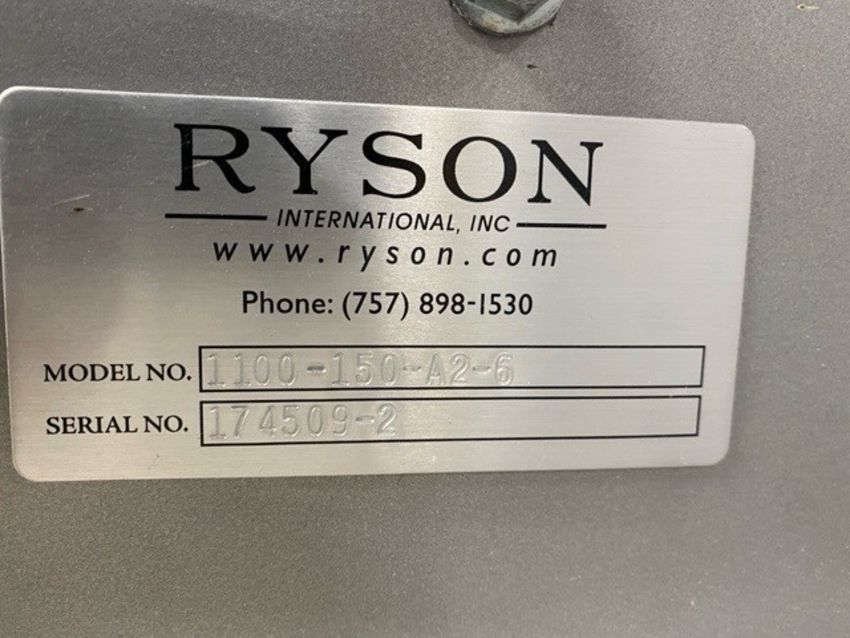 RYSON
INTERNATIONAL, INC
www.ryson.com
Phone: (757) 898-1530
MODEL NO. 1100-150-A2-6
SERIAL NO. 174509-2